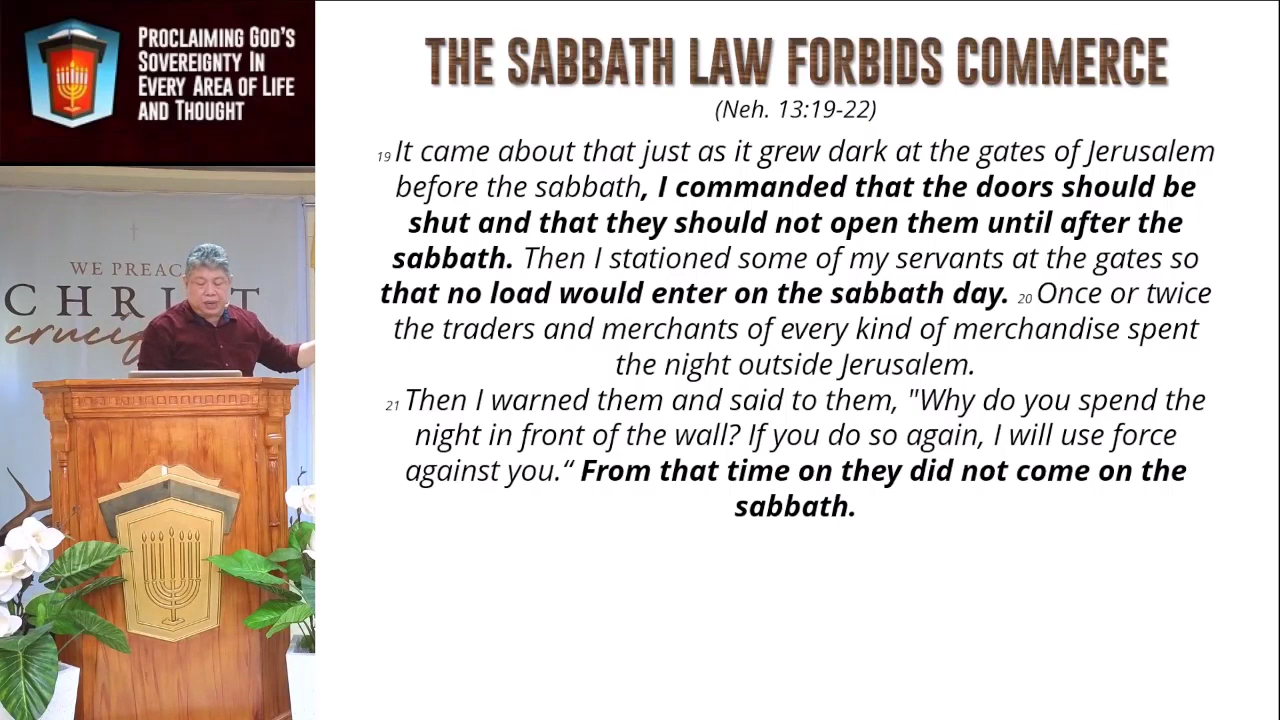 PROCLAIMING GOD'S
SOVEREIGNTY IN
EVERY AREA OF LIFE
AND THOUGHT
WE PREAC
CHRIST
crucif
THE SABBATH LAW FORBIDS COMMERCE
(Neh. 13:19-22)
19 It came about that just as it grew dark at the gates of Jerusalem
before the sabbath, I commanded that the doors should be
shut and that they should not open them until after the
sabbath. Then I stationed some of my servants at the gates so
that no load would enter on the sabbath day. 20 Once or twice
the traders and merchants of every kind of merchandise spent
the night outside Jerusalem.
21 Then I warned them and said to them, "Why do you spend the
night in front of the wall? If you do so again, I will use force
against you.“ From that time on they did not come on the
sabbath.